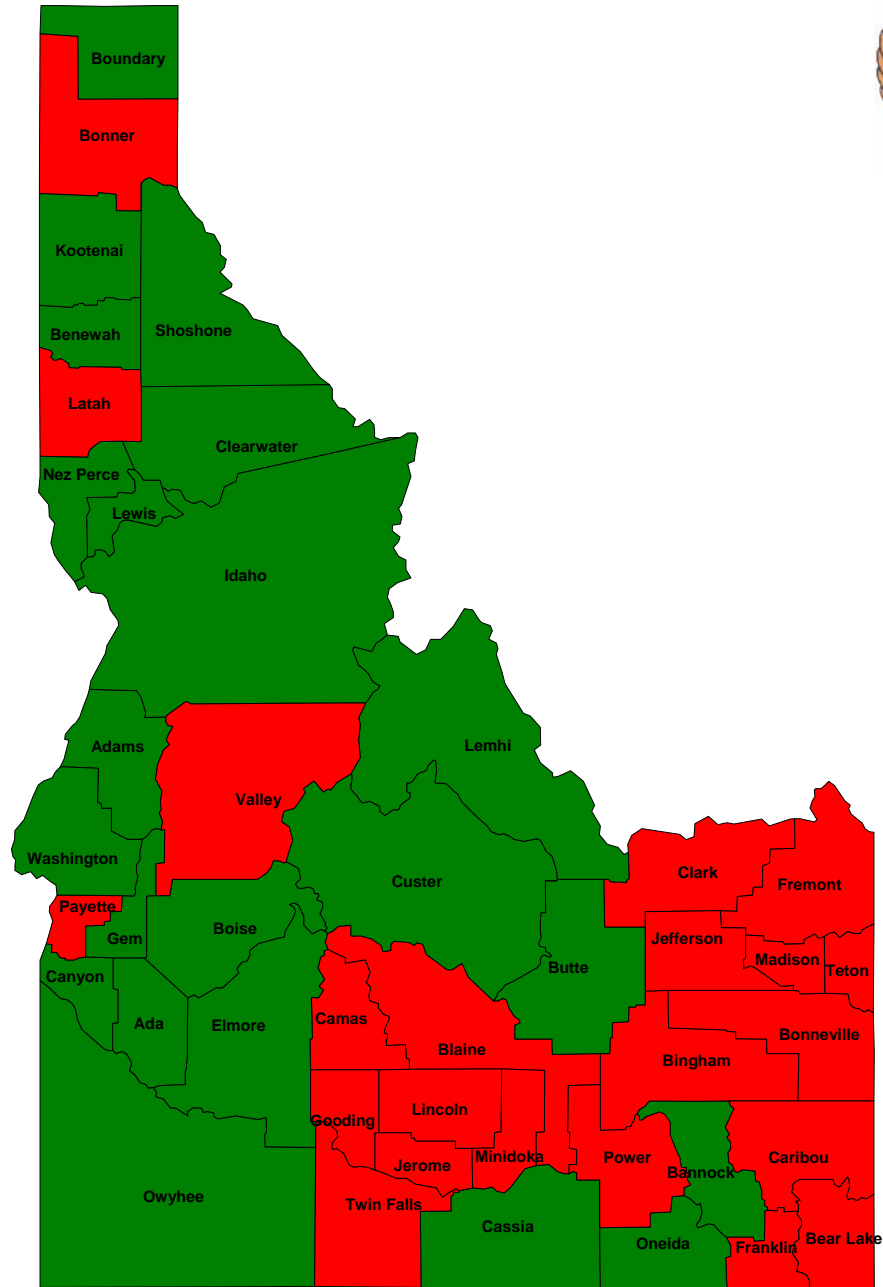 Boundary
Bonner
Kootenai
Benewah
Shoshone
Latah
Clearwater
Nez Perce
Lewis
Idaho
Adams
Lemhi
Valley
Washington
Custer
Clark
Fremont
Payette
Gem
Boise
Jefferson
Madison
Teton
Canyon
Butte
Ada
Elmore
Camas
Blaine
Bonneville
Bingham
Gooding
Lincoln
Jerome
Minidoka
Power
Bannock
Caribou
Owyhee
Twin Falls
Cassia
Oneida
Franklin
Bear Lake